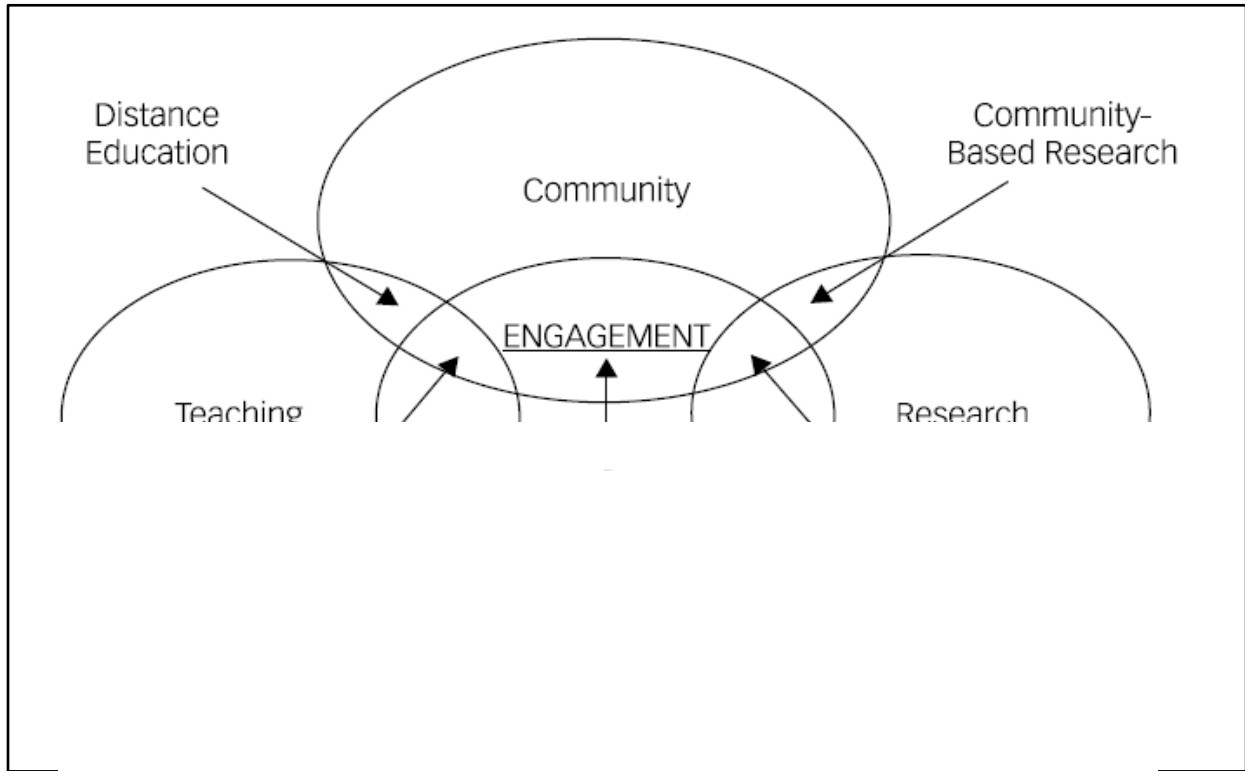 Distance
Education
Community-
Based Research
Community
ENGAGEMENT
Teaching
Research